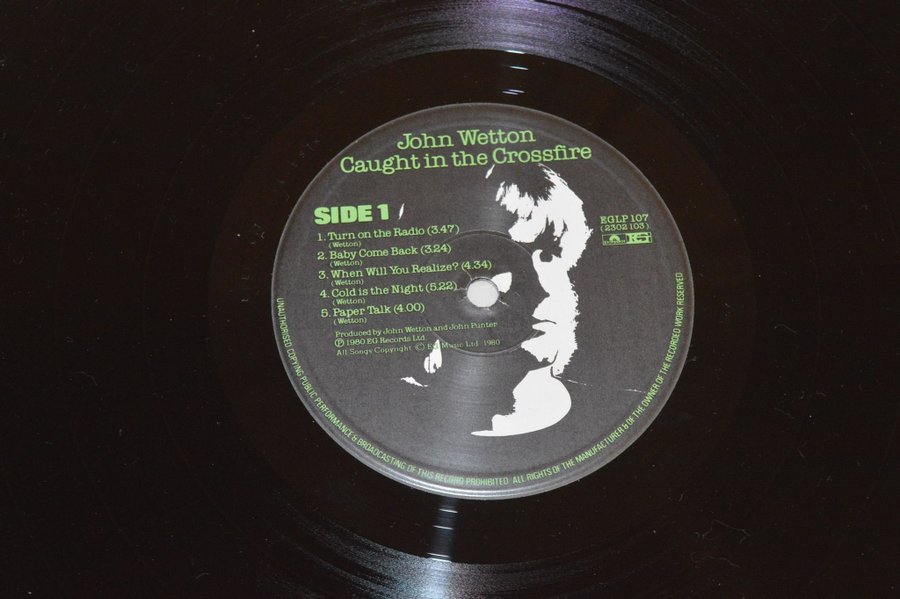 John Wetton
Caught in the Crossfire
SIDE 1
EGLP 107
(2302 103)
1. Turn on the Radio (3.47)
(Wetton)
2. Baby Come Back (3.24)
(Wetton)
3. When Will You Realize? (4.34)
(Wetton)
4. Cold is the Night (5.22)
(Wetton)
5. Paper Talk (4.00)
(Wetton)
Produced by John Wetton and John Punter
Ⓟ 1980 EG Records Ltd.
All Songs Copyright © EG Music Ltd. 1980
UNAUTHORISED COPYING PUBLIC PERFORMANCE & BROADCASTING OF THIS RECORD PROHIBITED ALL RIGHTS OF THE MANUFACTURER & OF THE OWNER OF THE RECORDED WORK RESERVED